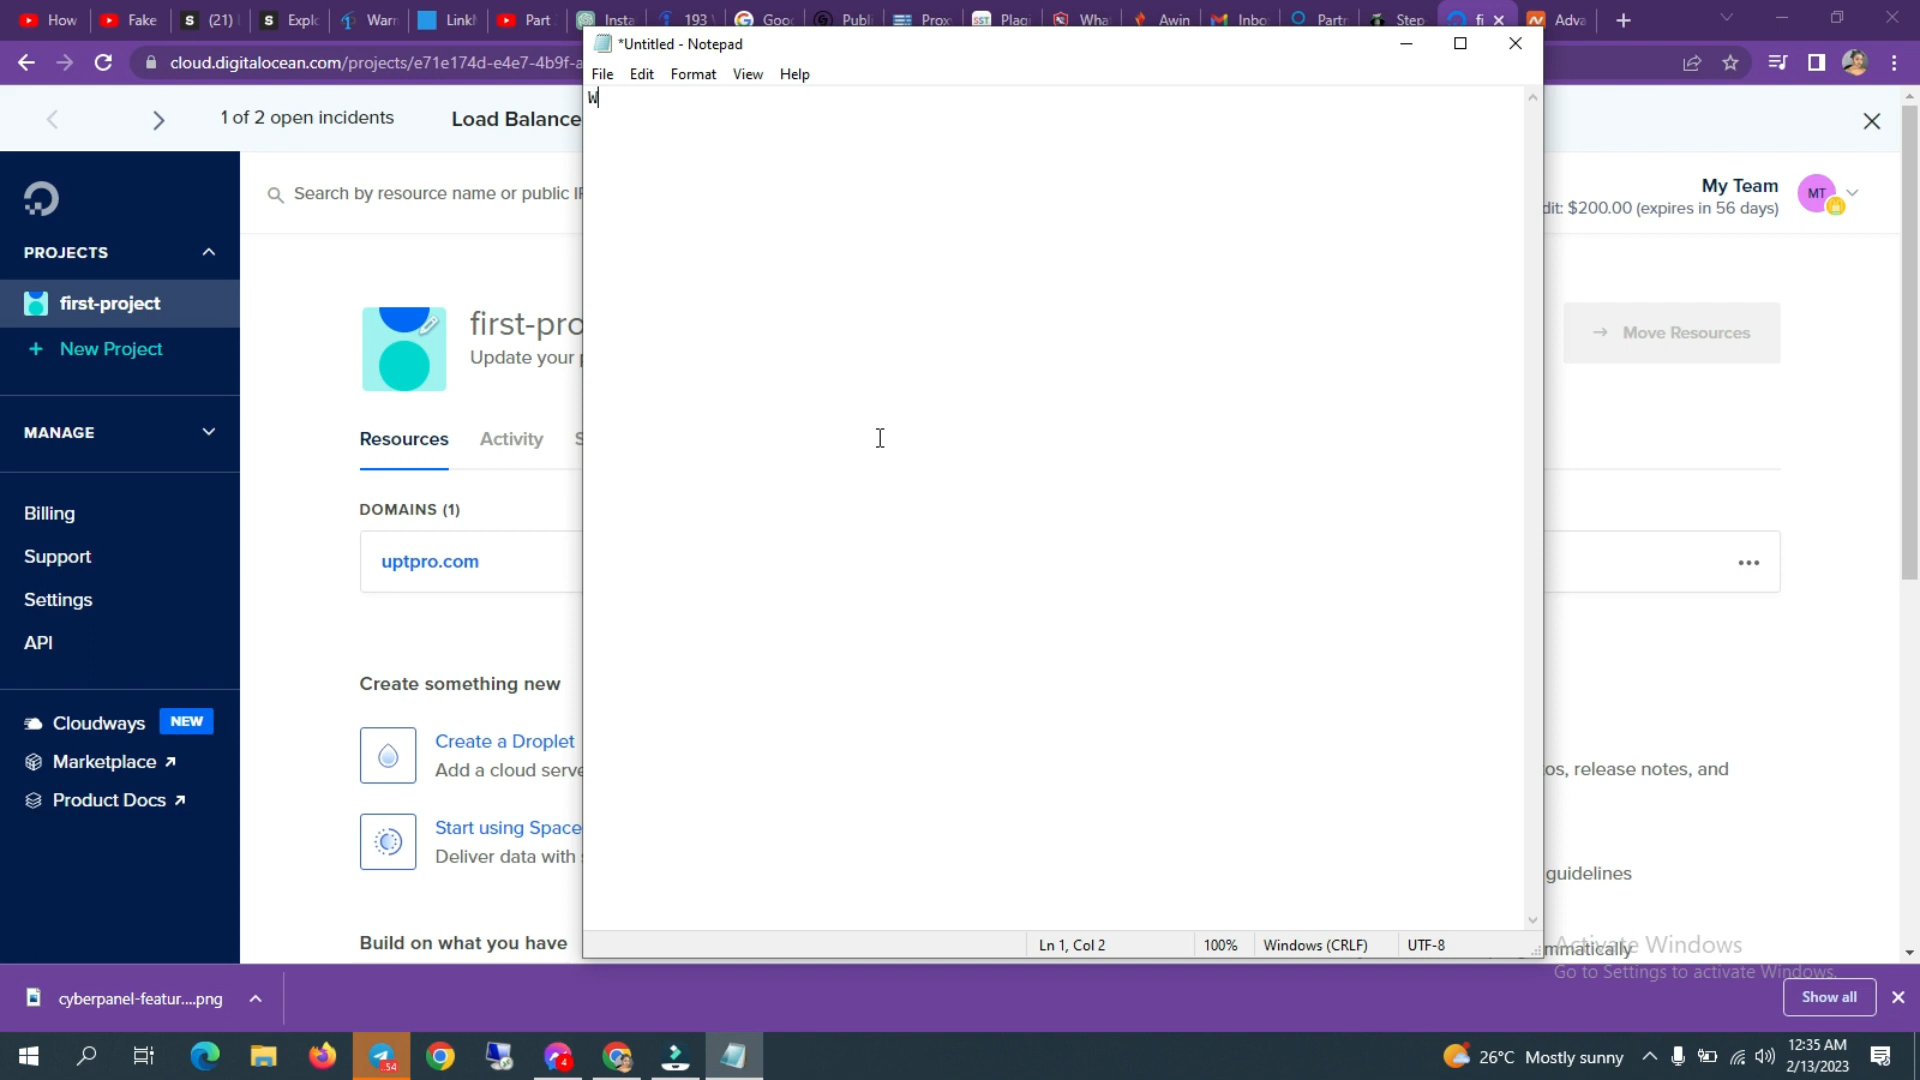 How
Fake
(21)
Explo
Warr
Linkl
Part
Insta
193
Gooc
Publi
Prox
Plagi
Wha
Awin
Inbo
Partr
Step
fi
Adva
cloud.digitalocean.com/projects/e71e174d-e4e7-4b9f-a
*Untitled - Notepad
File Edit Format View Help
W
1 of 2 open incidents
Load Balance
Search by resource name or public IP
My Team
dit: $200.00 (expires in 56 days)
MT
PROJECTS
first-project
+ New Project
MANAGE
Billing
Support
Settings
API
Cloudways NEW
Marketplace
Product Docs
first-pro
Update your p
Move Resources
Resources
Activity
S
DOMAINS (1)
uptpro.com
Create something new
Create a Droplet
Add a cloud serve
Start using Space
Deliver data with s
os, release notes, and
guidelines
Build on what you have
mmatically
Ln 1, Col 2
100%
Windows (CRLF)
UTF-8
Activate Windows
Go to Settings to activate Windows.
cyberpanel-featur....png
Show all
..54
4
26°C Mostly sunny
12:35 AM
2/13/2023